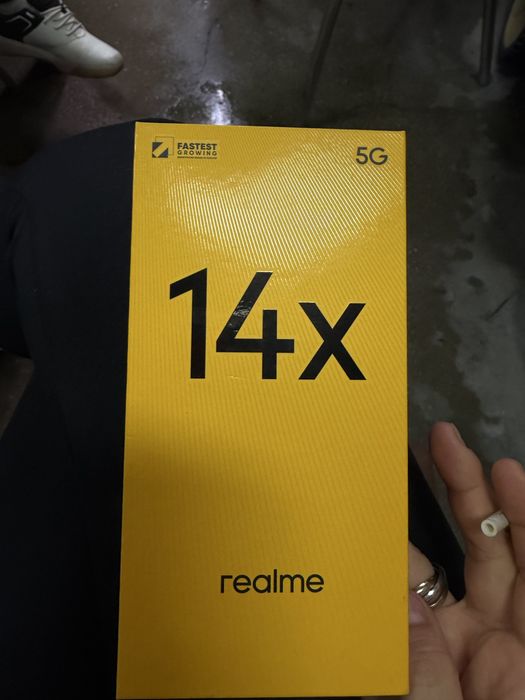 FASTEST
GROWING
5G
14x
realme